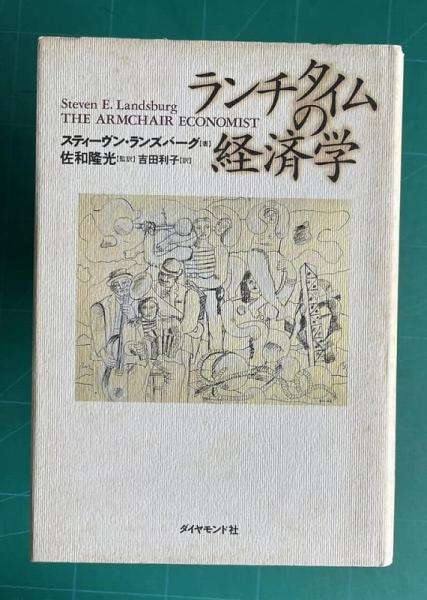 ランチタイム
の
経済学
Steven E. Landsburg
THE ARMCHAIR ECONOMIST
スティーヴン・ランズバーグ[著]
佐和隆光[監訳] 吉田利子[訳]
ダイヤモンド社